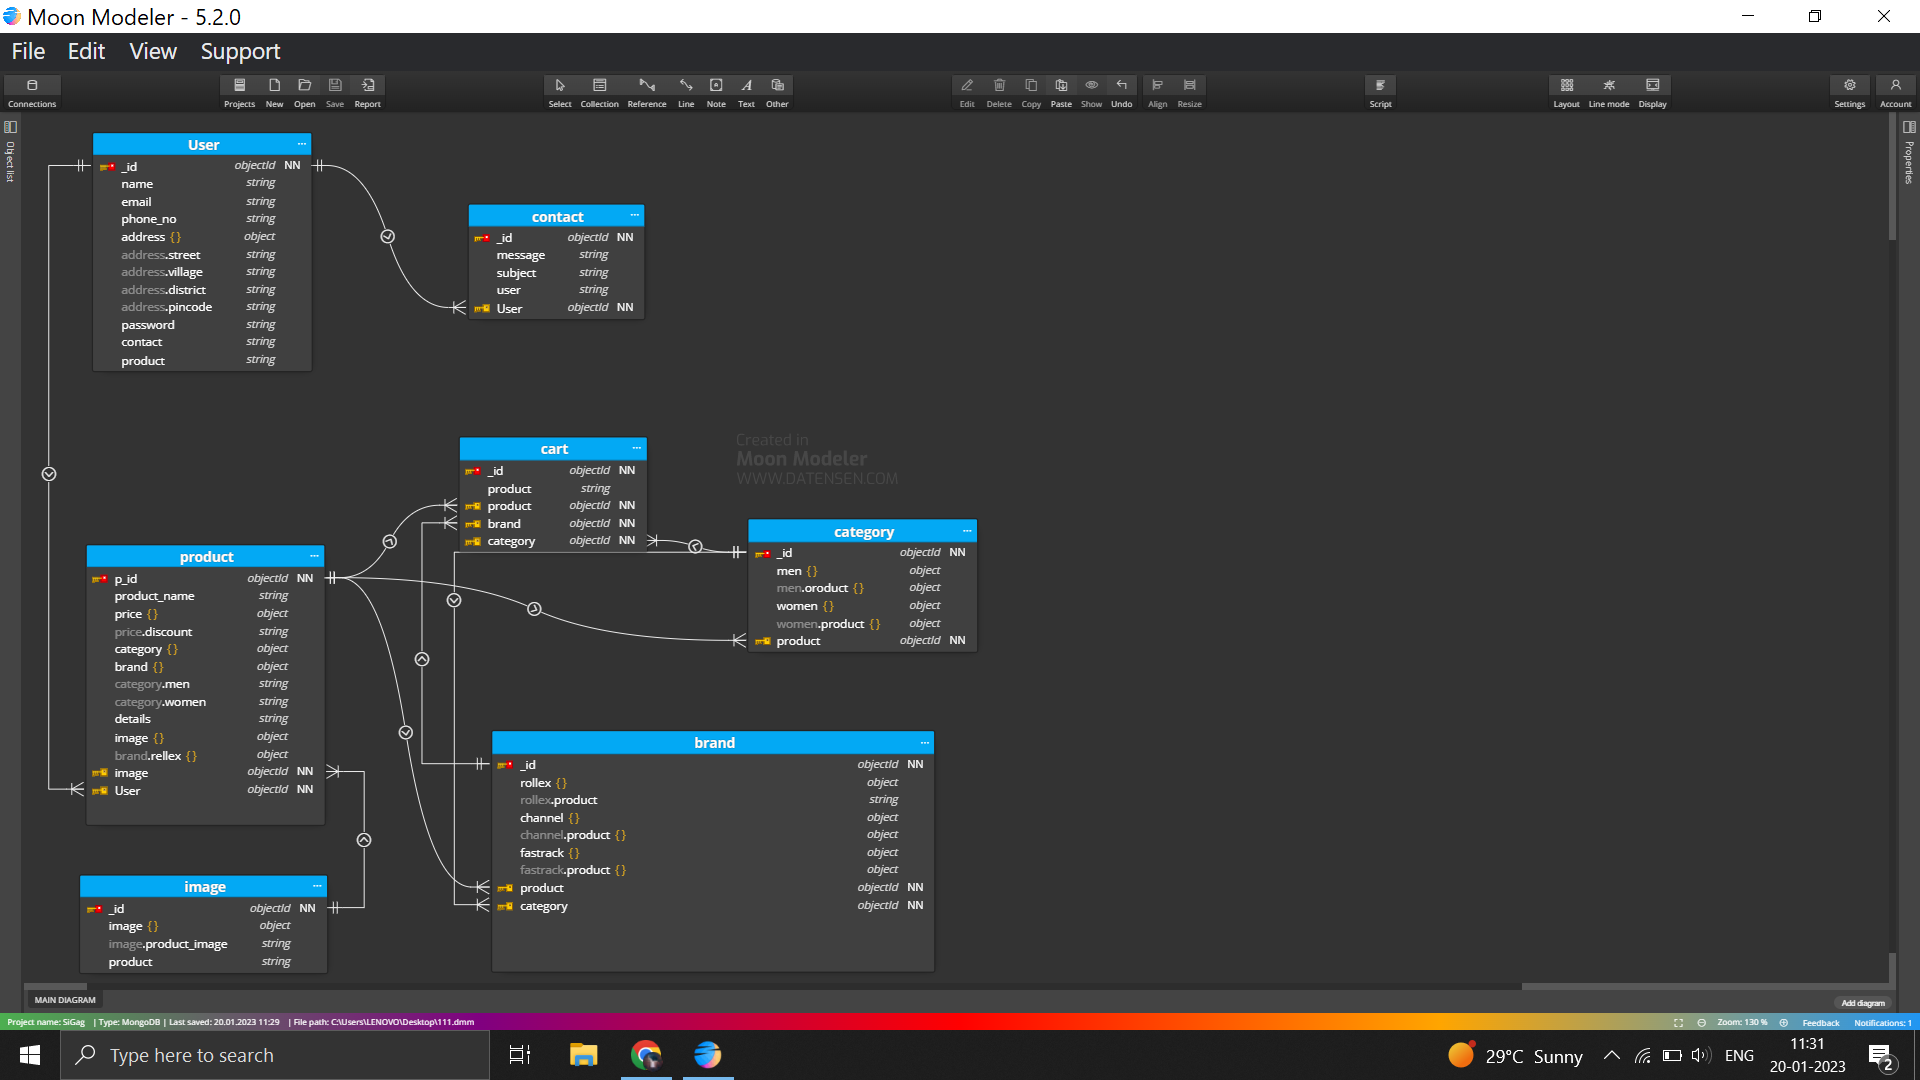 Moon Modeler - 5.2.0
File Edit View Support
Connections Projects New Open Save Report Select Collection Reference Line Note Text Other Edit Delete Copy Paste Show Undo Align Resize Script Layout Line mode Display Settings Account
Object list
Properties
User ...
_id objectId NN
name string
email string
phone_no string
address {} object
address.street string
address.village string
address.district string
address.pincode string
password string
contact string
product string
contact ...
_id objectId NN
message string
subject string
user string
User objectId NN
cart ...
_id objectId NN
product string
product objectId NN
brand objectId NN
category objectId NN
Created in
Moon Modeler
WWW.DATENSEN.COM
category ...
_id objectId NN
men {} object
men.oroduct {} object
women {} object
women.product {} object
product objectId NN
product ...
p_id objectId NN
product_name string
price {} object
price.discount string
category {} object
brand {} object
category.men string
category.women string
details string
image {} object
brand.rellex {} object
image objectId NN
User objectId NN
brand ...
_id objectId NN
rollex {} object
rollex.product string
channel {} object
channel.product {} object
fastrack {} object
fastrack.product {} object
product objectId NN
category objectId NN
image ...
_id objectId NN
image {} object
image.product_image string
product string
MAIN DIAGRAM Add diagram
Project name: SiGag | Type: MongoDB | Last saved: 20.01.2023 11:29 | File path: C:\Users\LENOVO\Desktop\111.dmm Zoom: 130 % Feedback Notifications: 1
Type here to search 29°C Sunny ENG 11:31
20-01-2023 2